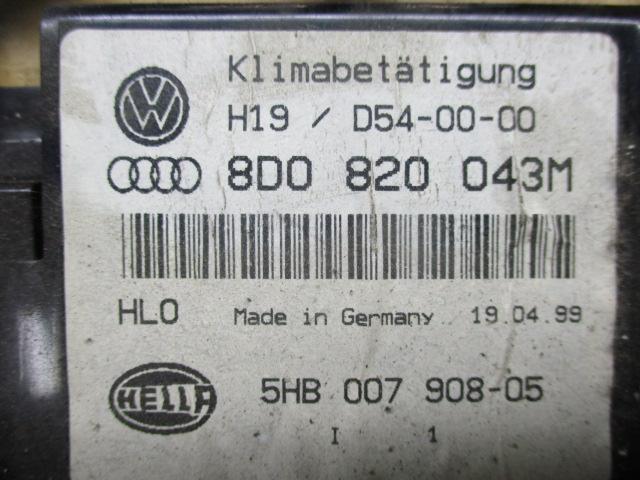 Klimabetätigung
H19 / D54-00-00
8D0 820 043M
HLO Made in Germany 19.04.99
HELLA 5HB 007 908-05
I 1